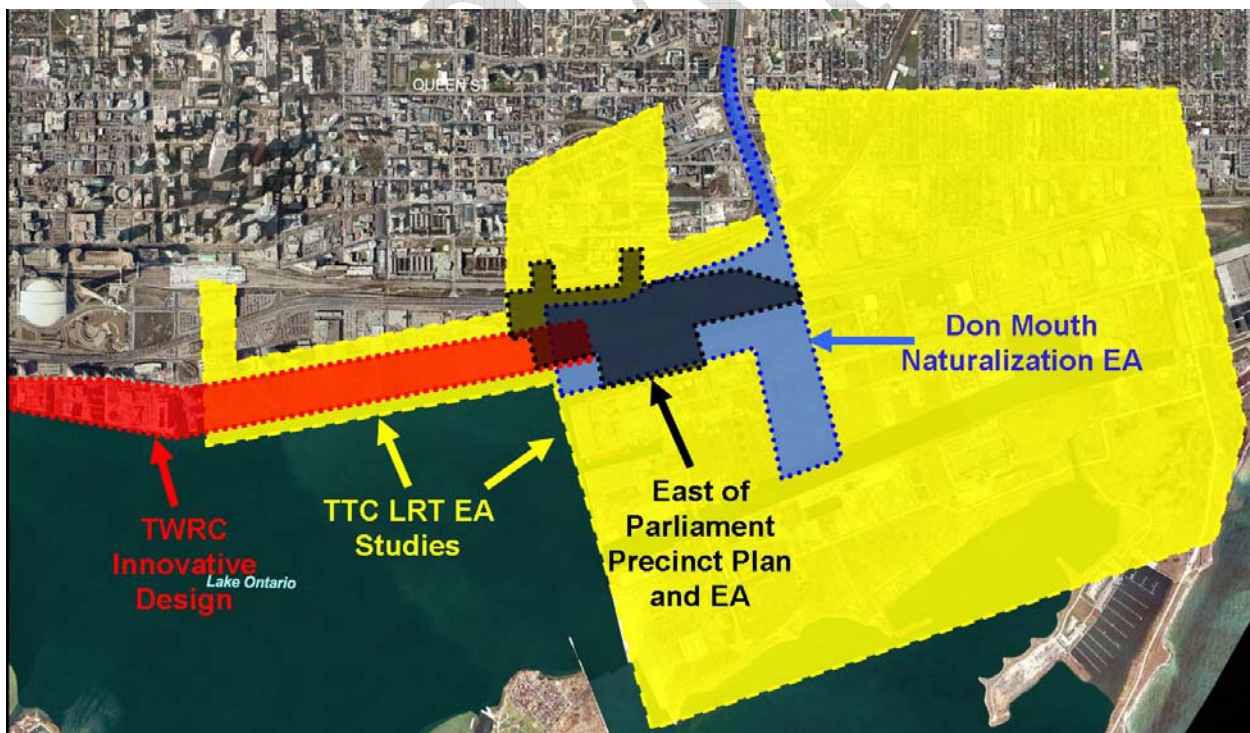 QUEEN ST
Don Mouth
Naturalization EA
TTC LRT EA
Studies
East of
Parliament
Precinct Plan
and EA
TWRC
Innovative
Design
Lake Ontario